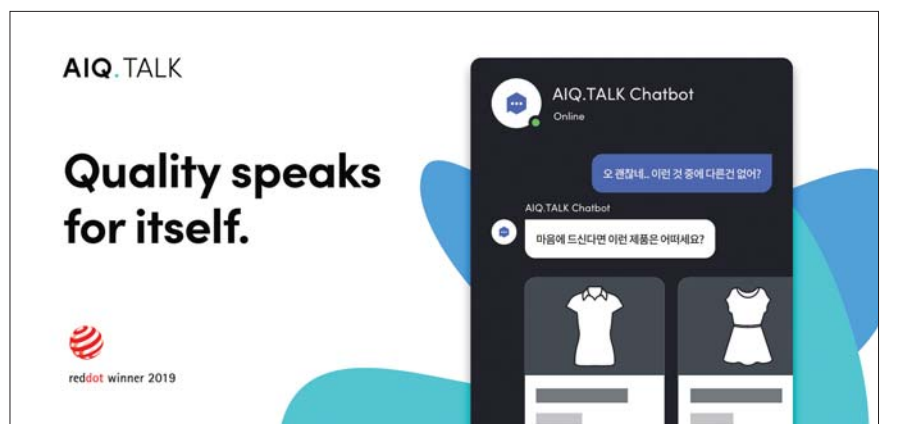 AIQ.TALK
Quality speaks
for itself.
reddot winner 2019
AIQ.TALK Chatbot
Online
오 괜찮네.. 이런 것 중에 다른건 없어?
AIQ.TALK Chatbot
마음에 드신다면 이런 제품은 어떠세요?